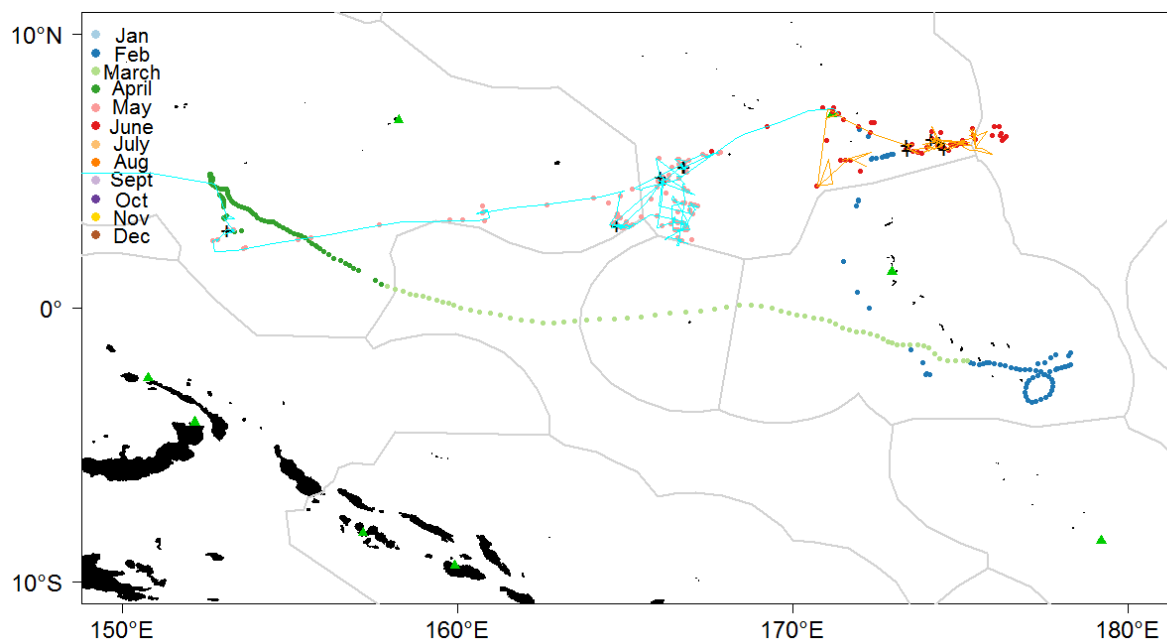 10°N
Jan
Feb
March
April
May
June
July
Aug
Sept
Oct
Nov
Dec
0°
10°S
150°E
160°E
170°E
180°E